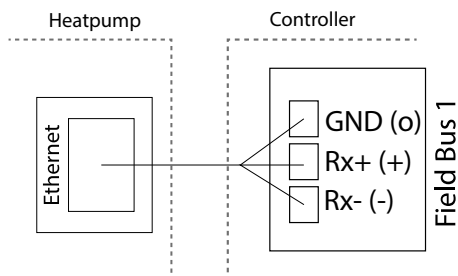 Heatpump
Controller
Ethernet
GND (o)
Rx+ (+)
Rx- (-)
Field Bus 1